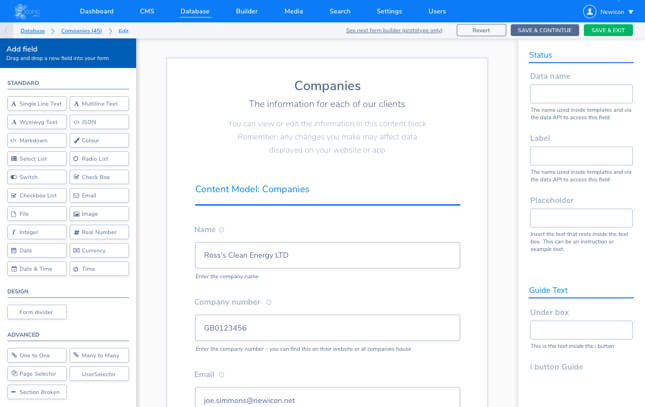 iconic
Dashboard
CMS
Database
Builder
Media
Search
Settings
Users
Newicon
Database
Companies (45)
Edit
See next form builder (prototype only)
Revert
SAVE & CONTINTUE
SAVE & EXIT
Add field
Drag and drop a new field into your form
STANDARD
Single Line Text
Multiline Text
Wysiwyg Text
JSON
Markdown
Colour
Select List
Radio List
Switch
Check Box
Checkbox List
Email
File
Image
Integer
Real Number
Date
Currency
Date & Time
Time
DESIGN
Form divider
ADVANCED
One to One
Many to Many
Page Selector
UserSelector
Section Broken
Companies
The information for each of our clients
You can view or edit the information in this content block
Remember, any changes you make may affect data
displayed on your website or app
Content Model: Companies
Name
Ross's Clean Energy LTD
Enter the company name
Company number
GB0123456
Enter the company number - you can find this on their website or at companies house
Email
joe.simmons@newicon.net
Status
Data name
The name used inside templates and via
the data API to access this field
Label
The name used inside templates and via
the data API to access this field
Placeholder
Insert the text that rests inside the text
box. This can be an instruction or
example text.
Guide Text
Under box
This is the text inside the i button
i button Guide